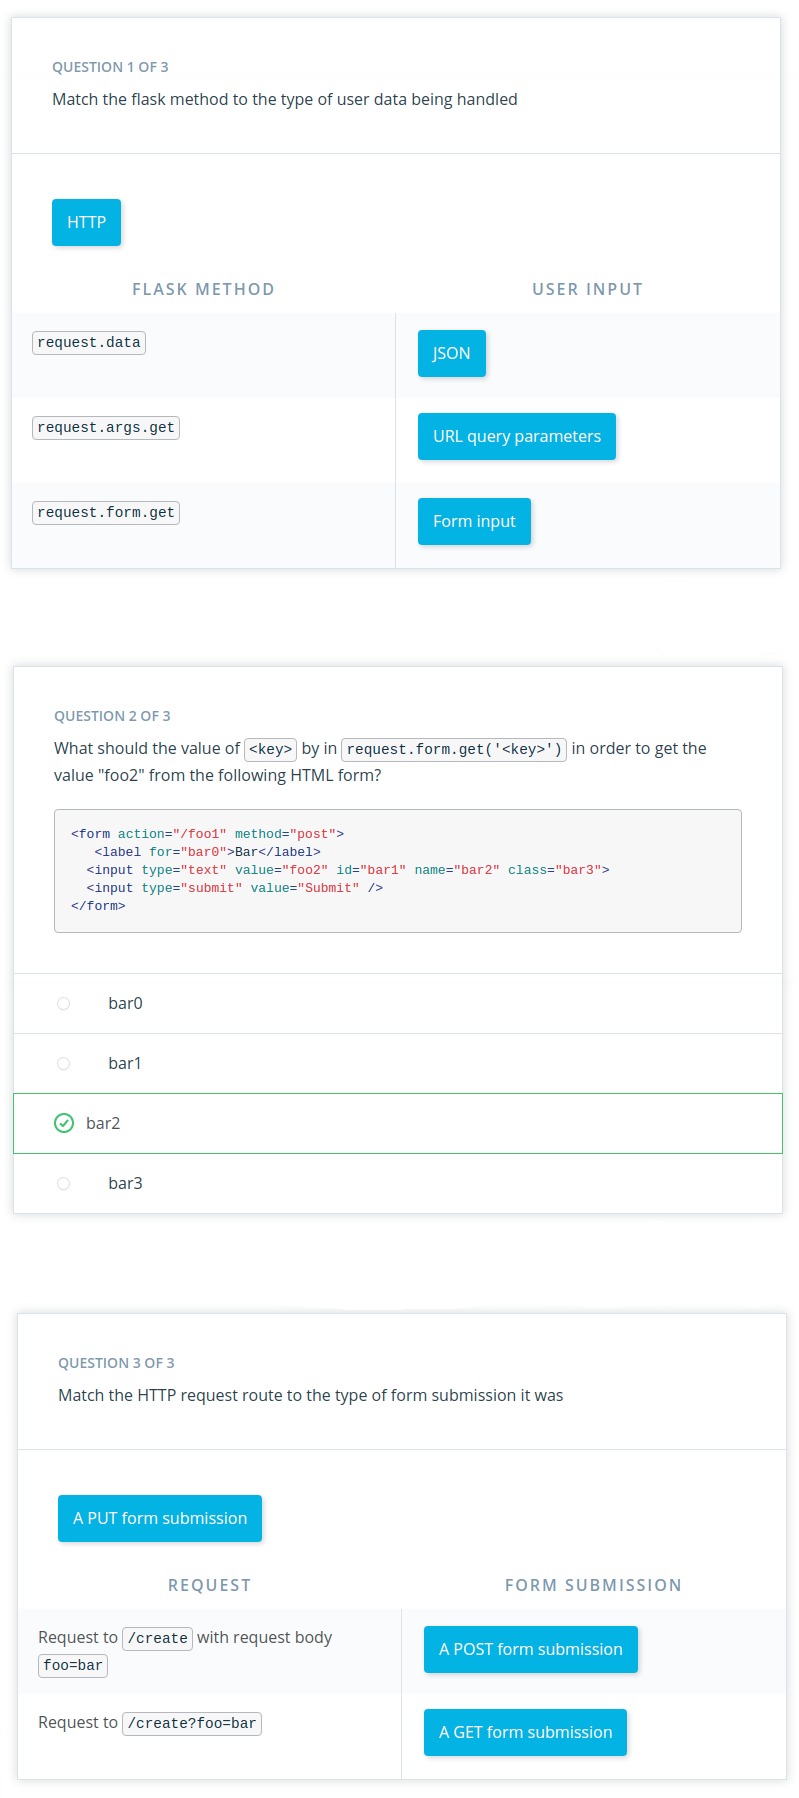 QUESTION 1 OF 3
Match the flask method to the type of user data being handled
HTTP
FLASK METHOD USER INPUT
request.data JSON
request.args.get URL query parameters
request.form.get Form input
QUESTION 2 OF 3
What should the value of <key> by in request.form.get('<key>') in order to get the
value "foo2" from the following HTML form?
<form action="/foo1" method="post">
   <label for="bar0">Bar</label>
  <input type="text" value="foo2" id="bar1" name="bar2" class="bar3">
  <input type="submit" value="Submit" />
</form>
bar0
bar1
bar2
bar3
QUESTION 3 OF 3
Match the HTTP request route to the type of form submission it was
A PUT form submission
REQUEST FORM SUBMISSION
Request to /create with request body
foo=bar
A POST form submission
Request to /create?foo=bar A GET form submission